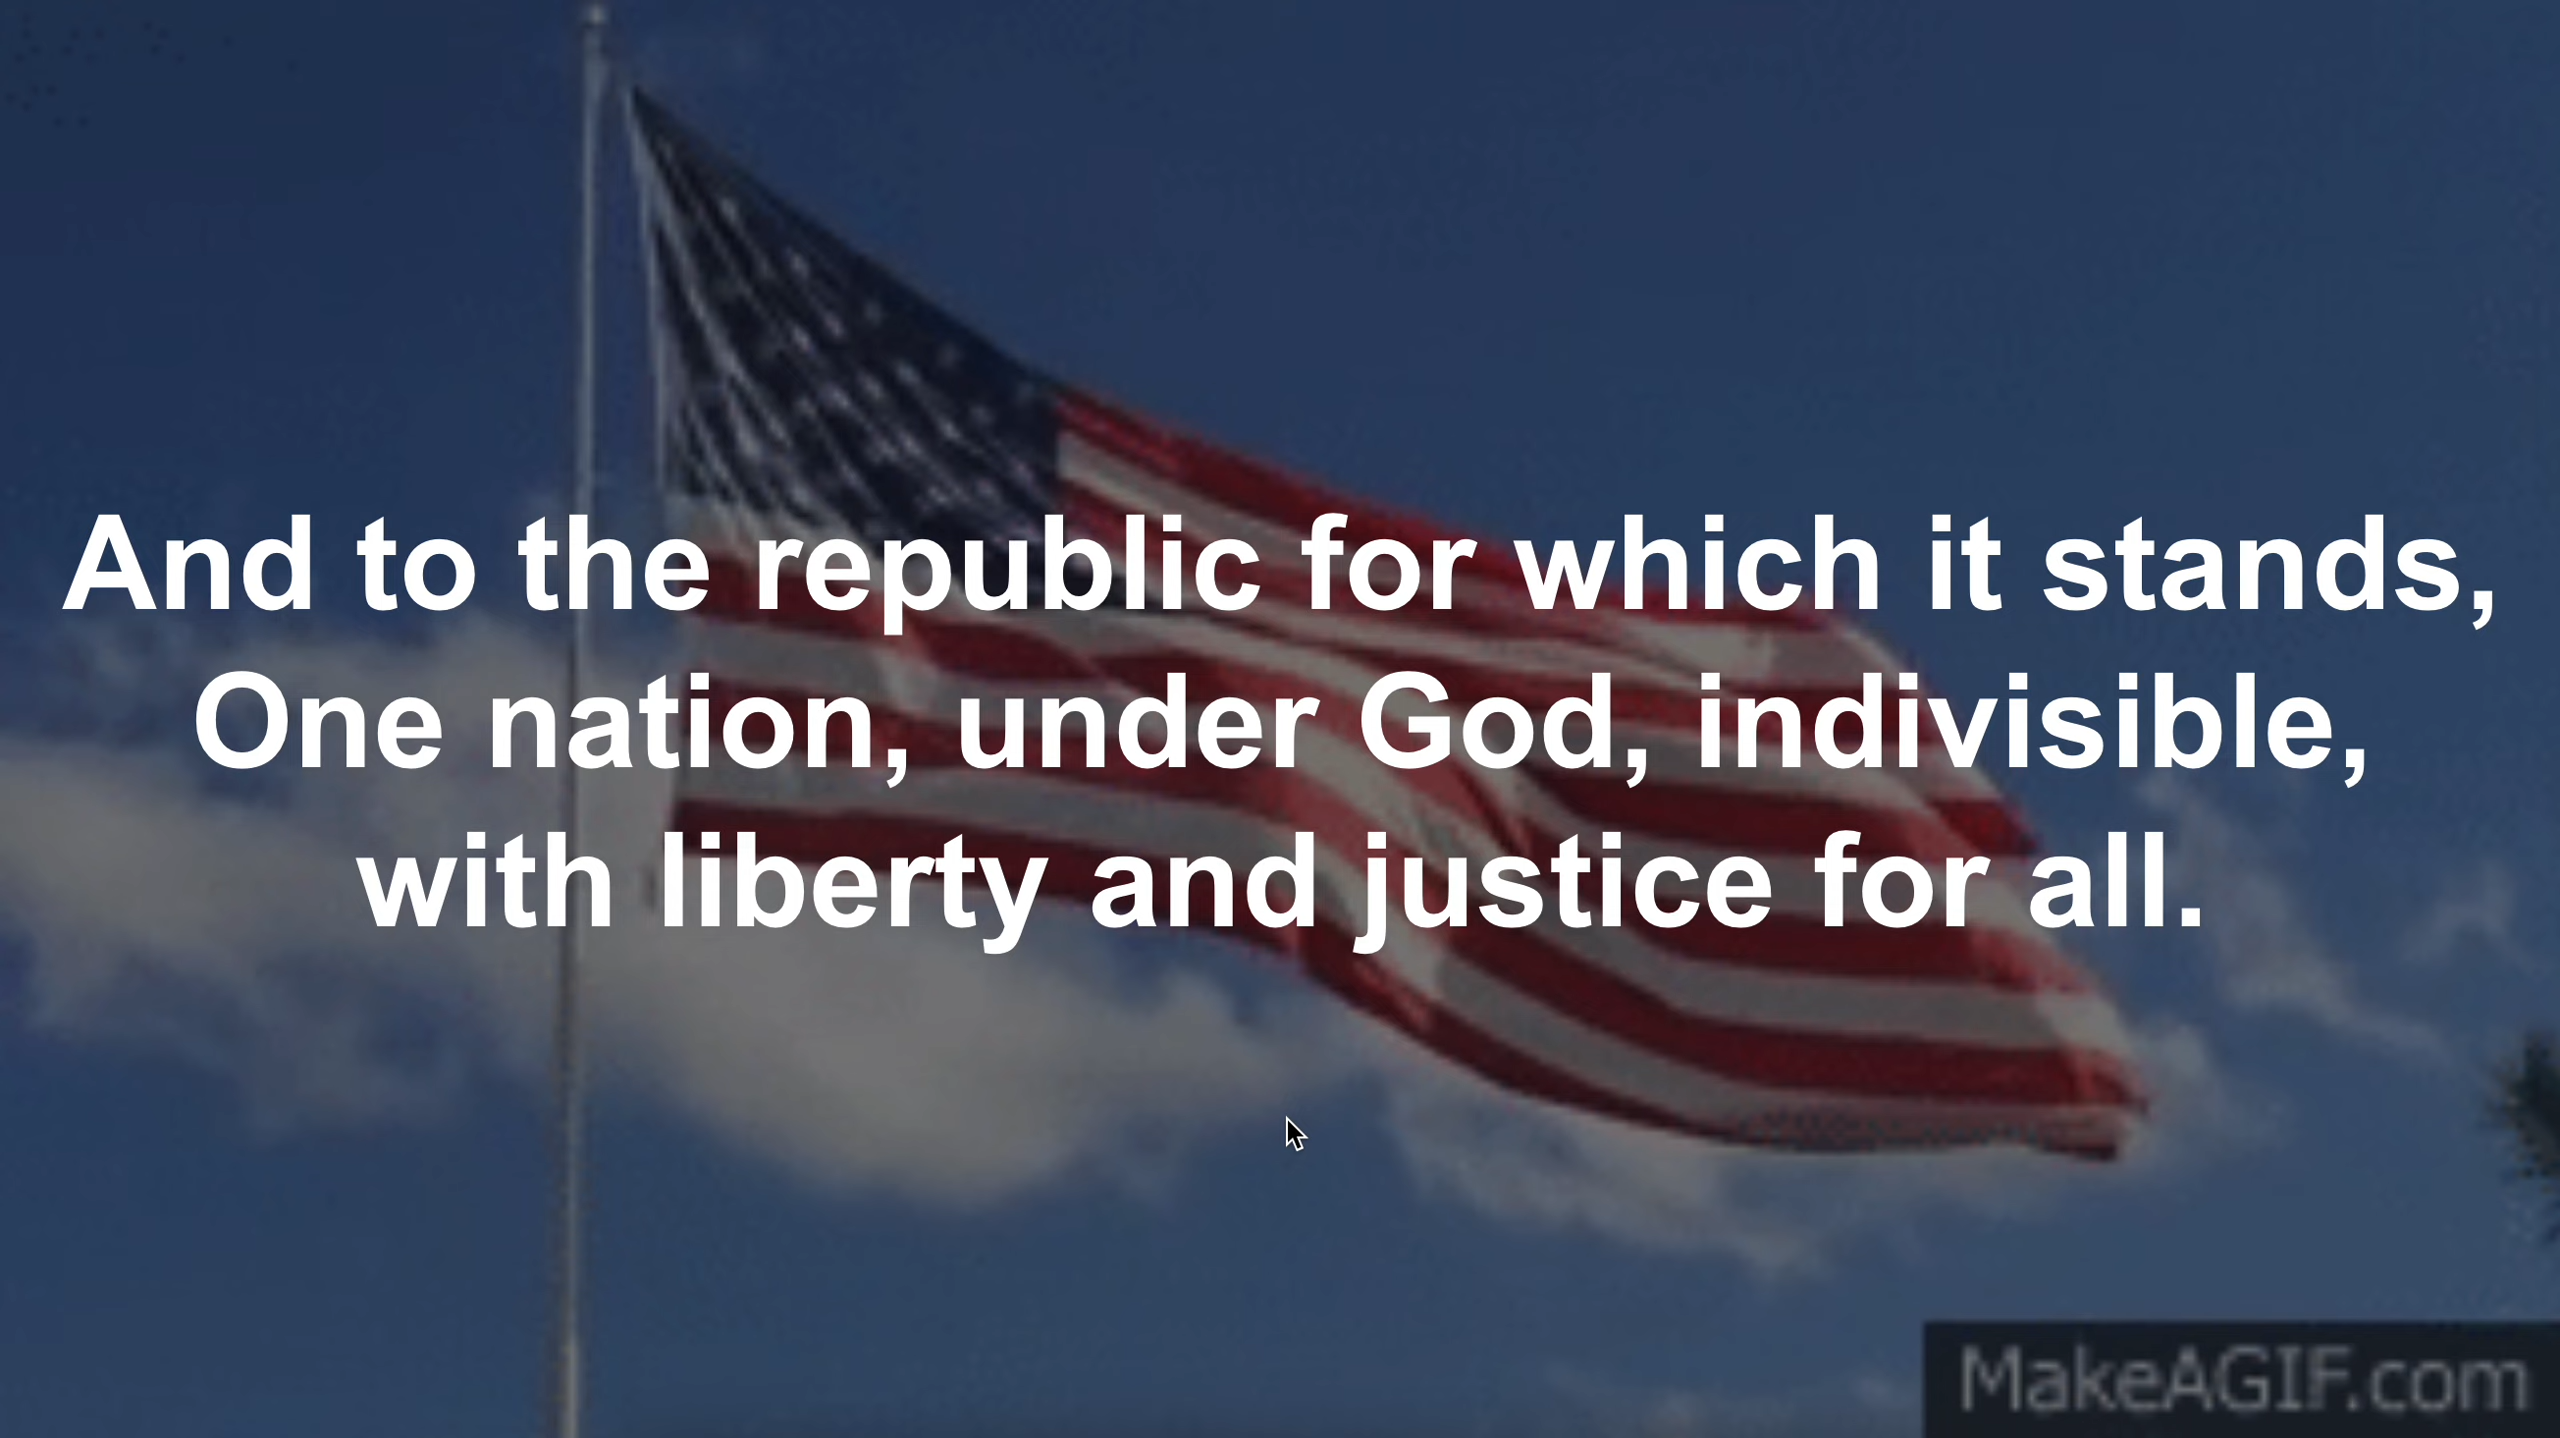 And to the republic for which it stands,
One nation, under God, indivisible,
with liberty and justice for all.
MakeAGIF.com